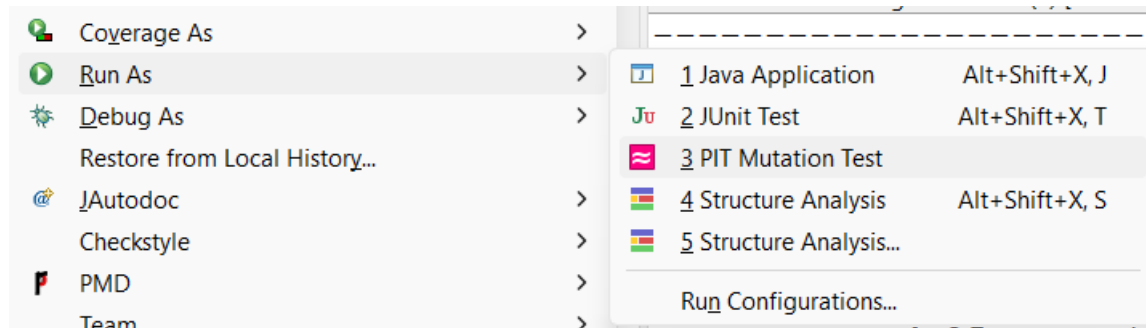 Coverage As
Run As
Debug As
Restore from Local History...
JAutodoc
Checkstyle
PMD
Team
1 Java Application Alt+Shift+X, J
Ju 2 JUnit Test Alt+Shift+X, T
3 PIT Mutation Test
4 Structure Analysis Alt+Shift+X, S
5 Structure Analysis...
Run Configurations...